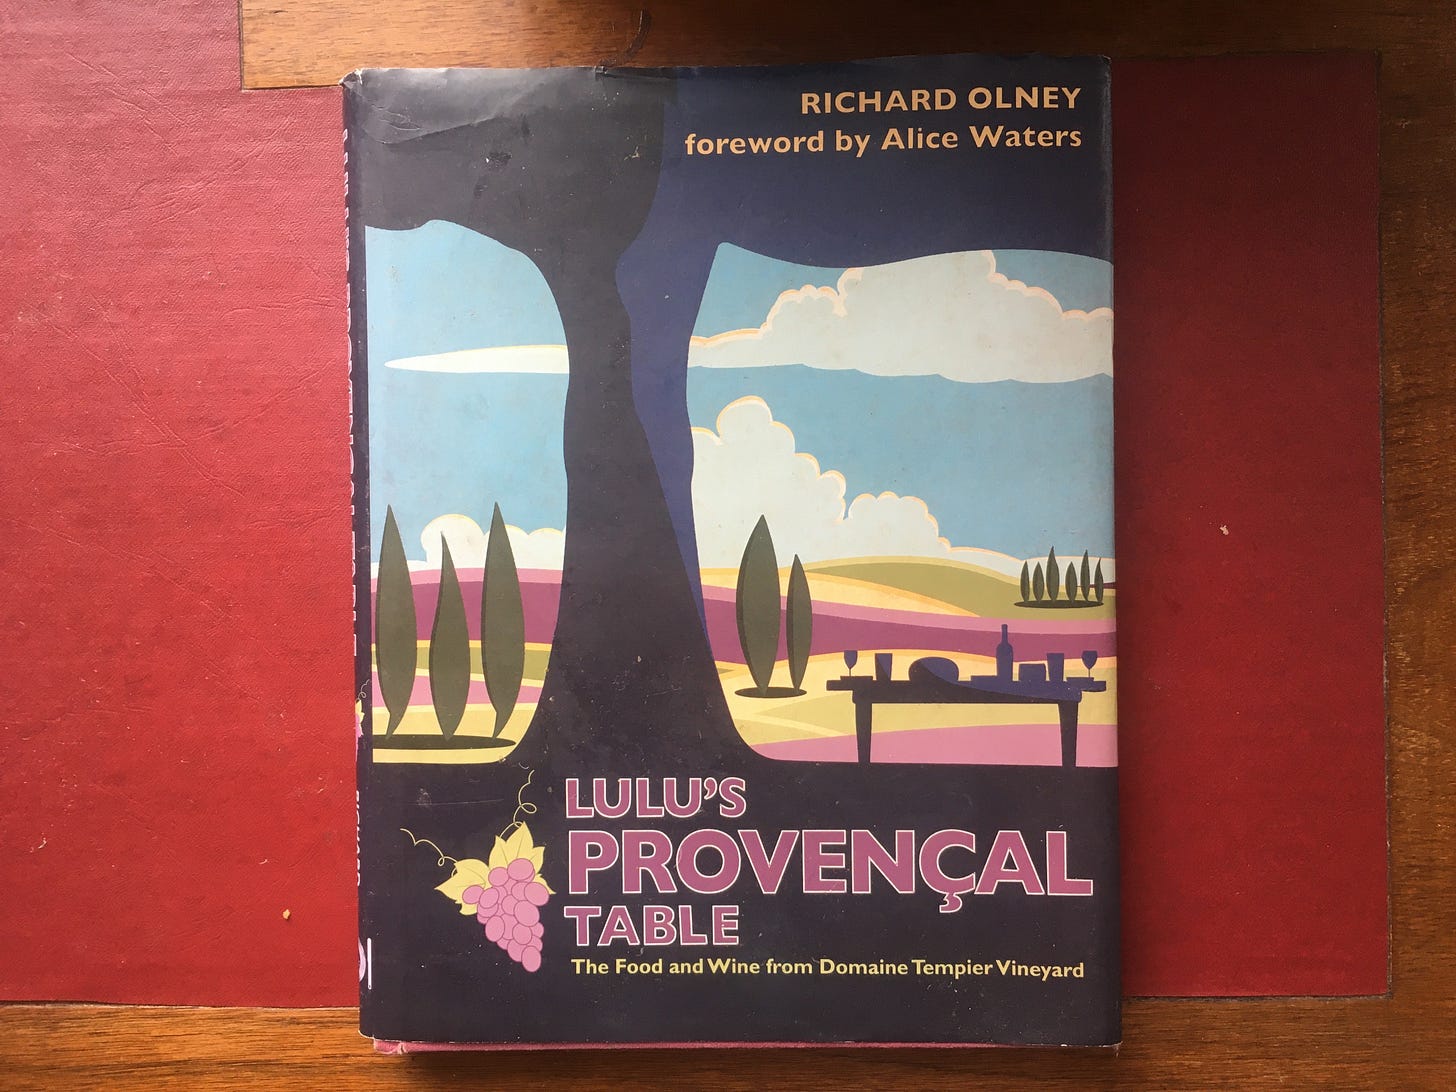 RICHARD OLNEY
foreword by Alice Waters
LULU'S
PROVENÇAL
TABLE
The Food and Wine from Domaine Tempier Vineyard